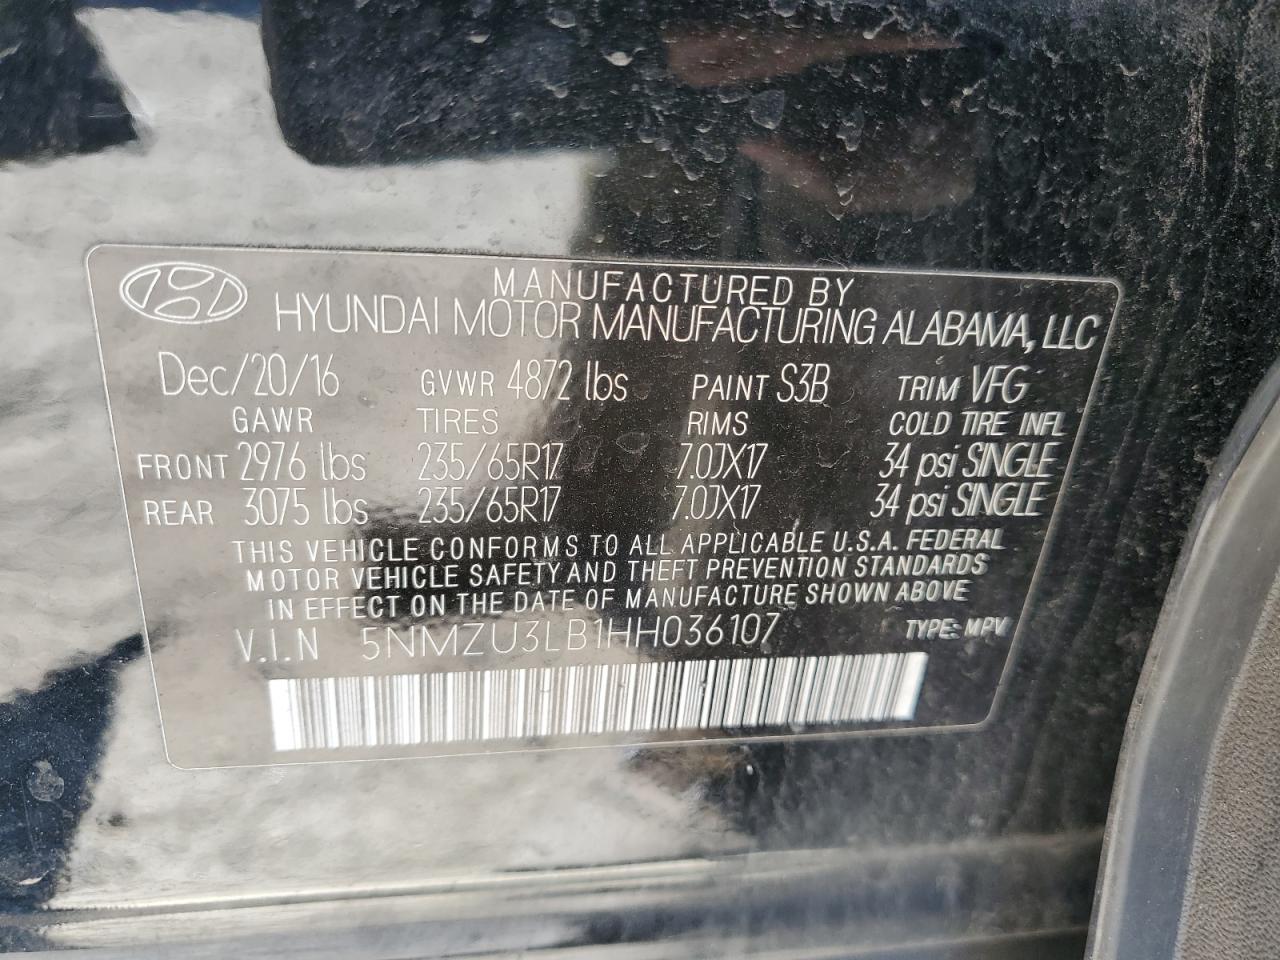 MANUFACTURED BY
HYUNDAI MOTOR MANUFACTURING ALABAMA, LLC
Dec/20/16 GVWR 4872 lbs PAINT S3B TRIM VFG
GAWR TIRES RIMS COLD TIRE INFL
FRONT 2976 lbs 235/65R17 7.0JX17 34 psi SINGLE
REAR 3075 lbs 235/65R17 7.0JX17 34 psi SINGLE
THIS VEHICLE CONFORMS TO ALL APPLICABLE U.S.A. FEDERAL
MOTOR VEHICLE SAFETY AND THEFT PREVENTION STANDARDS
IN EFFECT ON THE DATE OF MANUFACTURE SHOWN ABOVE
V.I.N 5NMZU3LB1HH036107 TYPE: MPV